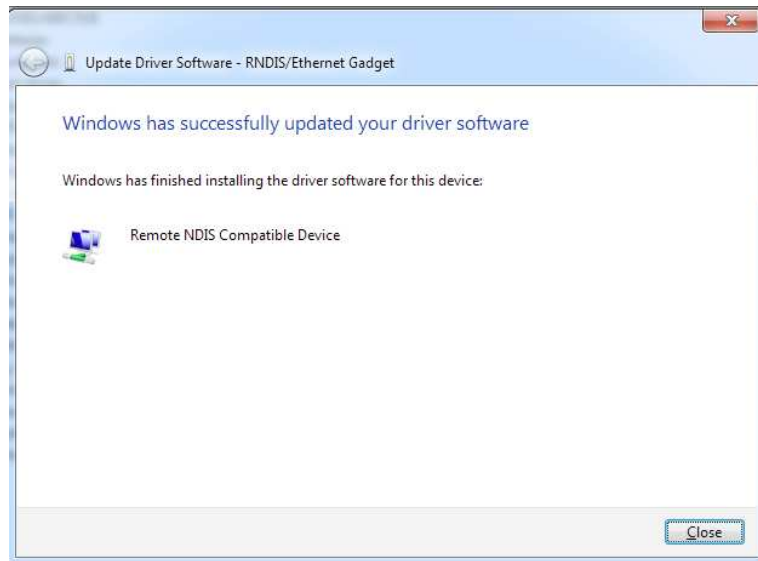 Update Driver Software - RNDIS/Ethernet Gadget
Windows has successfully updated your driver software
Windows has finished installing the driver software for this device:
Remote NDIS Compatible Device
Close